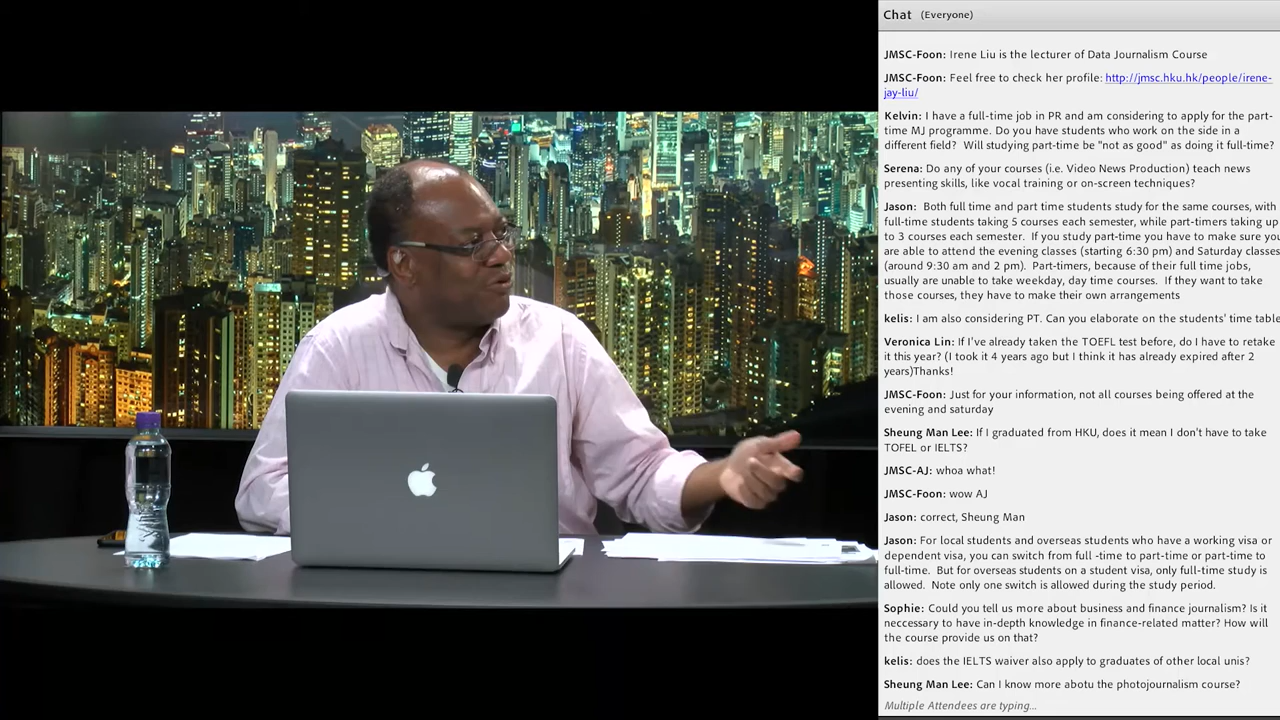 Chat (Everyone)
JMSC-Foon: Irene Liu is the lecturer of Data Journalism Course
JMSC-Foon: Feel free to check her profile: http://jmsc.hku.hk/people/irene-
jay-liu/
Kelvin: I have a full-time job in PR and am considering to apply for the part-
time MJ programme. Do you have students who work on the side in a
different field?  Will studying part-time be "not as good" as doing it full-time?
Serena: Do any of your courses (i.e. Video News Production) teach news
presenting skills, like vocal training or on-screen techniques?
Jason:  Both full time and part time students study for the same courses, with
full-time students taking 5 courses each semester, while part-timers taking up
to 3 courses each semester.  If you study part-time you have to make sure you
are able to attend the evening classes (starting 6:30 pm) and Saturday classes
(around 9:30 am and 2 pm).  Part-timers, because of their full time jobs,
usually are unable to take weekday, day time courses.  If they want to take
those courses, they have to make their own arrangements
kelis: I am also considering PT. Can you elaborate on the students' time table
Veronica Lin: If I've already taken the TOEFL test before, do I have to retake
it this year? (I took it 4 years ago but I think it has already expired after 2
years)Thanks!
JMSC-Foon: Just for your information, not all courses being offered at the
evening and saturday
Sheung Man Lee: If I graduated from HKU, does it mean I don't have to take
TOFEL or IELTS?
JMSC-AJ: whoa what!
JMSC-Foon: wow AJ
Jason: correct, Sheung Man
Jason: For local students and overseas students who have a working visa or
dependent visa, you can switch from full -time to part-time or part-time to
full-time.  But for overseas students on a student visa, only full-time study is
allowed.  Note only one switch is allowed during the study period.
Sophie: Could you tell us more about business and finance journalism? Is it
neccessary to have in-depth knowledge in finance-related matter? How will
the course provide us on that?
kelis: does the IELTS waiver also apply to graduates of other local unis?
Sheung Man Lee: Can I know more abotu the photojournalism course?
Multiple Attendees are typing...